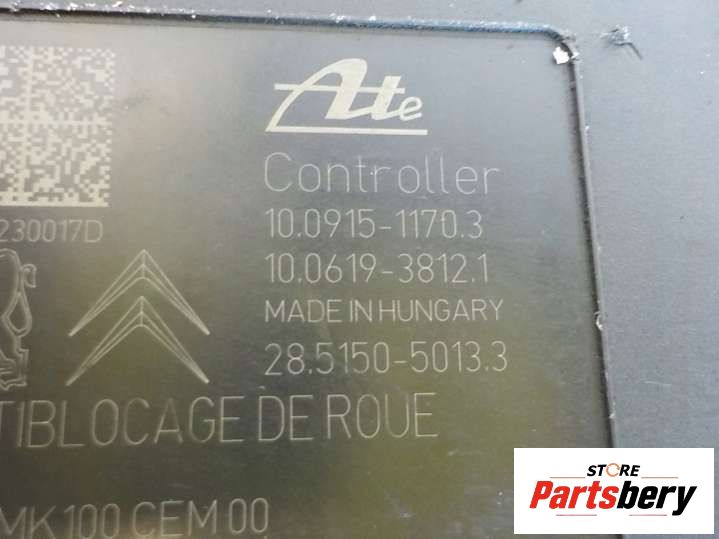 Ate
Controller
10.0915-1170.3
230017D
10.0619-3812.1
MADE IN HUNGARY
28.5150-5013.3
TIBLOCAGE DE ROUE
MK100 CEM 00
STORE
Partsbery